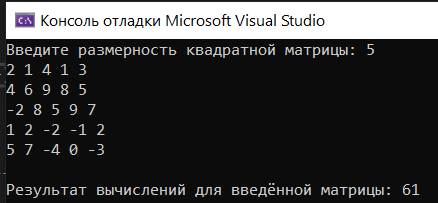 Консоль отладки Microsoft Visual Studio
Введите размерность квадратной матрицы: 5
2 1 4 1 3
4 6 9 8 5
-2 8 5 9 7
1 2 -2 -1 2
5 7 -4 0 -3
Результат вычислений для введённой матрицы: 61